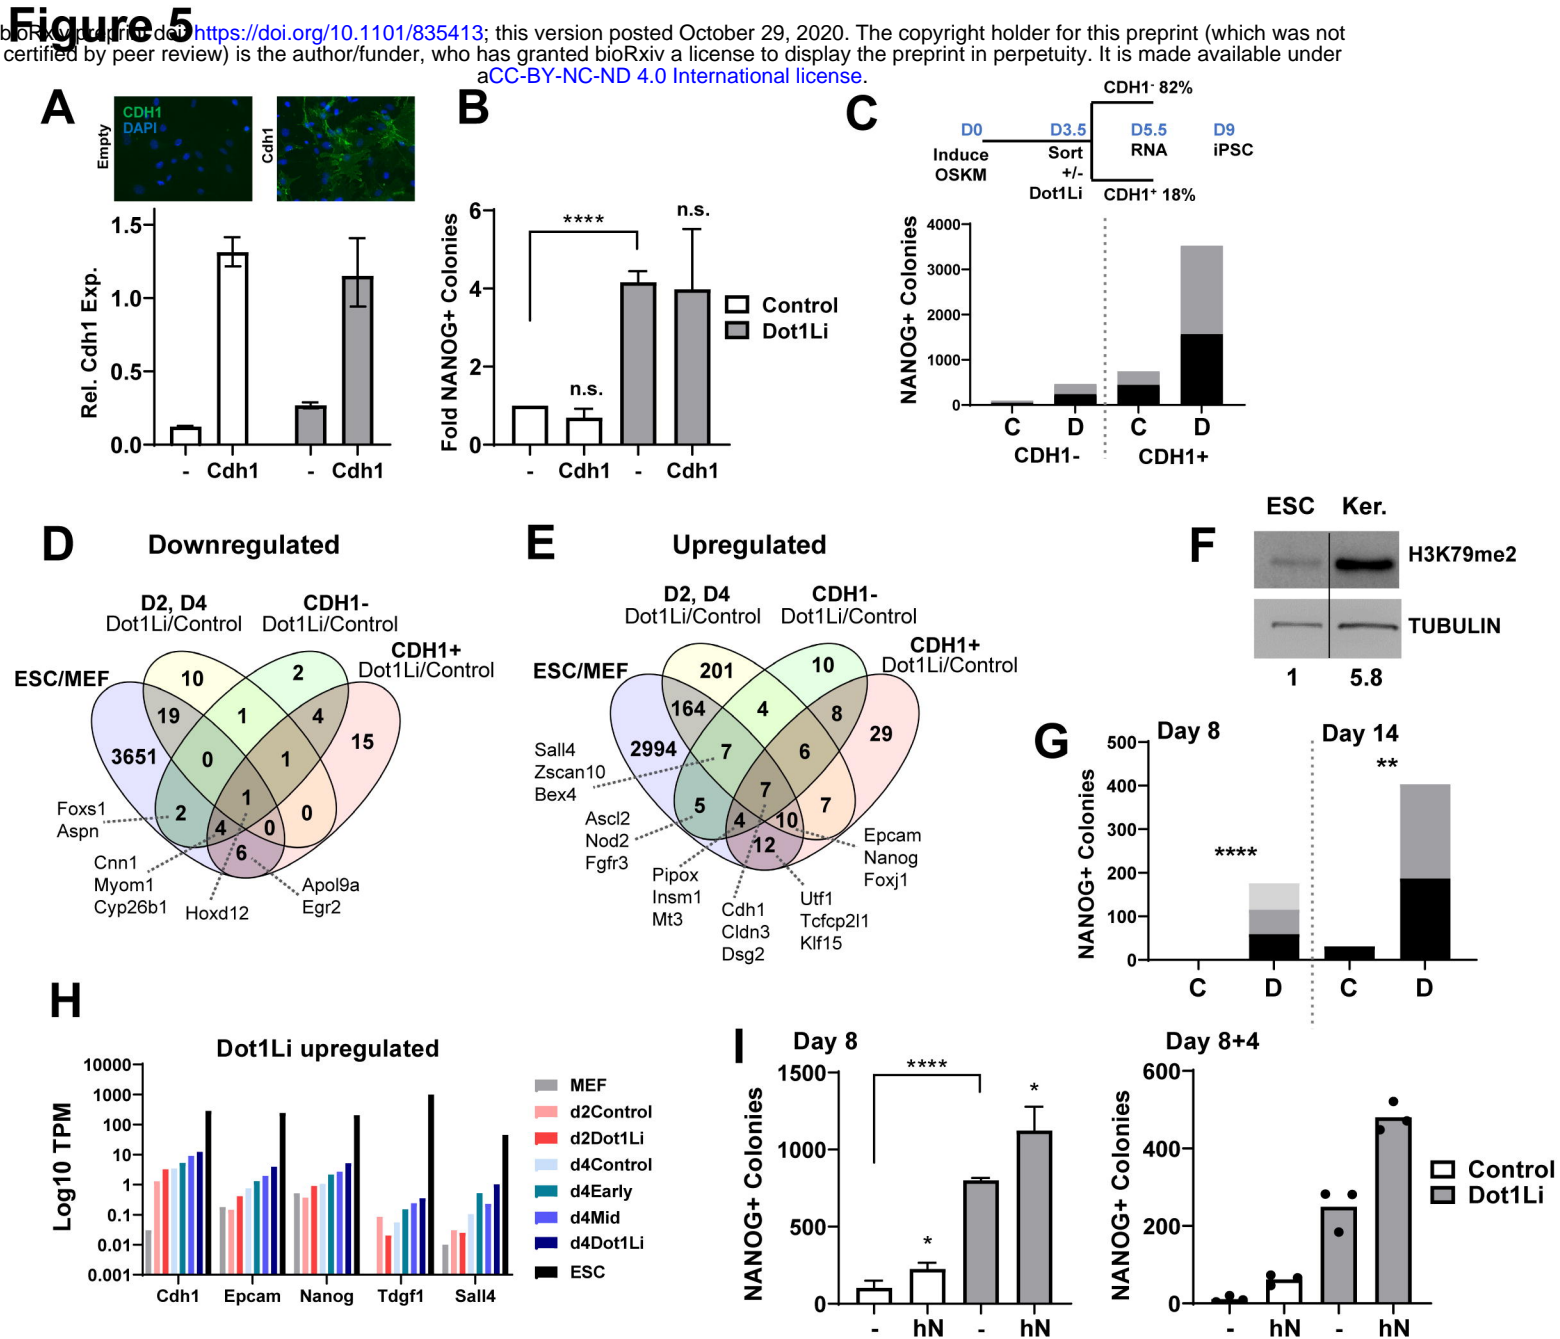 Figure 5
bioRxiv preprint doi: https://doi.org/10.1101/835413; this version posted October 29, 2020. The copyright holder for this preprint (which was not
certified by peer review) is the author/funder, who has granted bioRxiv a license to display the preprint in perpetuity. It is made available under
aCC-BY-NC-ND 4.0 International license.
A
Empty
CDH1
DAPI
Cdh1
Rel. Cdh1 Exp.
1.5
1.0
0.5
0.0
- Cdh1 - Cdh1
B
Fold NANOG+ Colonies
6
4
2
0
****
n.s.
n.s.
- Cdh1 - Cdh1
Control
Dot1Li
C
CDH1- 82%
D0 D3.5 D5.5 D9
Induce OSKM
Sort +/- Dot1Li
RNA
iPSC
CDH1+ 18%
NANOG+ Colonies
4000
3000
2000
1000
0
C D C D
CDH1- CDH1+
D
Downregulated
D2, D4
Dot1Li/Control
CDH1-
Dot1Li/Control
CDH1+
Dot1Li/Control
ESC/MEF
10
2
19
1
4
3651
0
1
15
2
1
0
4
0
6
Foxs1
Aspn
Cnn1
Myom1
Cyp26b1
Hoxd12
Apol9a
Egr2
E
Upregulated
D2, D4
Dot1Li/Control
CDH1-
Dot1Li/Control
CDH1+
Dot1Li/Control
ESC/MEF
201
10
164
4
8
2994
7
6
29
5
7
7
4
10
12
Sall4
Zscan10
Bex4
Ascl2
Nod2
Fgfr3
Pipox
Insm1
Mt3
Cdh1
Cldn3
Dsg2
Utf1
Tcfcp2l1
Klf15
Epcam
Nanog
Foxj1
F
ESC Ker.
H3K79me2
TUBULIN
1 5.8
G
Day 8 Day 14
NANOG+ Colonies
500
400
300
200
100
0
****
**
C D C D
H
Dot1Li upregulated
Log10 TPM
10000
1000
100
10
1
0.1
0.01
0.001
Cdh1 Epcam Nanog Tdgf1 Sall4
MEF
d2Control
d2Dot1Li
d4Control
d4Early
d4Mid
d4Dot1Li
ESC
I
Day 8
NANOG+ Colonies
1500
1000
500
0
****
*
*
- hN - hN
Day 8+4
NANOG+ Colonies
600
400
200
0
- hN - hN
Control
Dot1Li